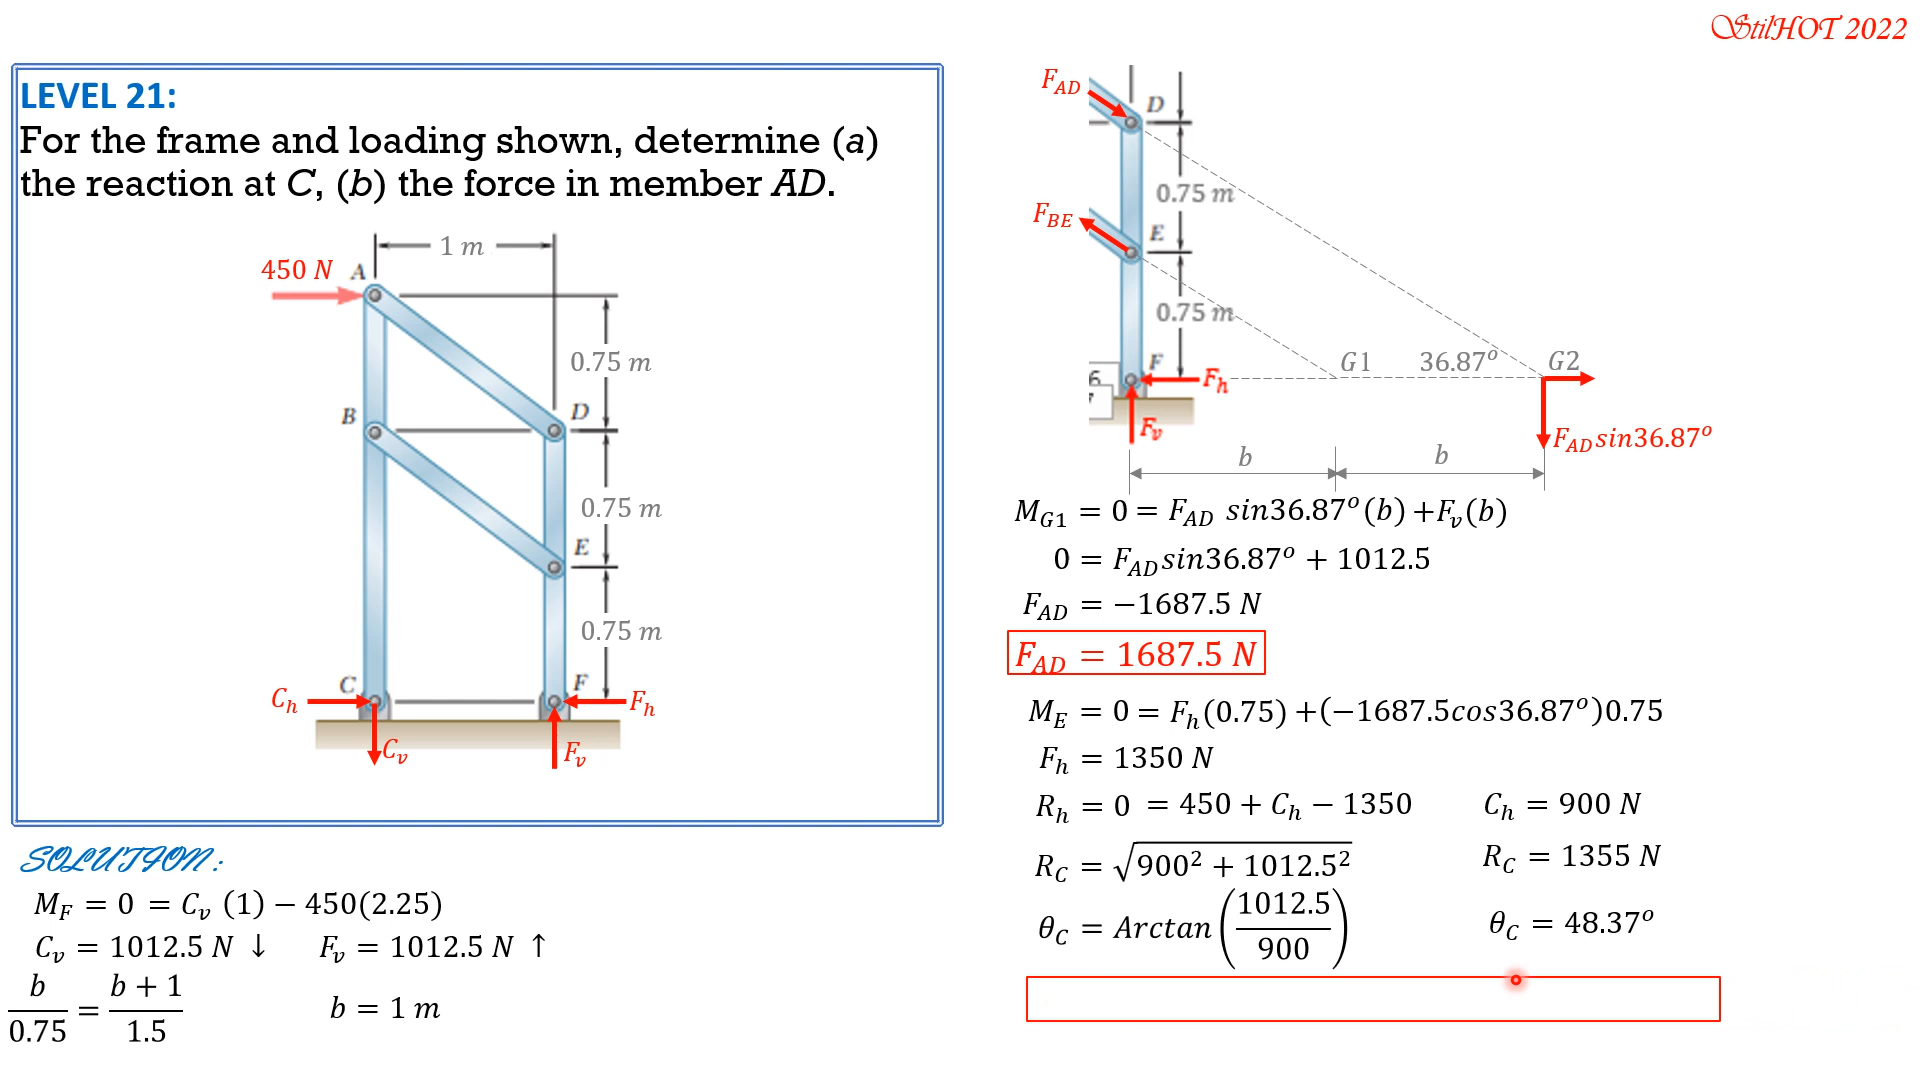 StilHOT 2022
LEVEL 21:
For the frame and loading shown, determine (a)
the reaction at C, (b) the force in member AD.
1 m
450 N A
0.75 m
B
D
0.75 m
E
0.75 m
C
F
C_h
F_h
C_v
F_v
SOLUTION:
M_F = 0 = C_v (1) − 450(2.25)
C_v = 1012.5 N ↓ F_v = 1012.5 N ↑
b/0.75 = (b + 1)/1.5 b = 1 m
F_AD
D
0.75 m
F_BE
E
0.75 m
F
F_h
G1 36.87° G2
6
F_v
F_AD sin36.87°
b b
M_G1 = 0 = F_AD sin36.87°(b) + F_v(b)
0 = F_AD sin36.87° + 1012.5
F_AD = −1687.5 N
F_AD = 1687.5 N
M_E = 0 = F_h(0.75) + (−1687.5cos36.87°)0.75
F_h = 1350 N
R_h = 0 = 450 + C_h − 1350 C_h = 900 N
R_C = √(900² + 1012.5²) R_C = 1355 N
θ_C = Arctan(1012.5/900) θ_C = 48.37°